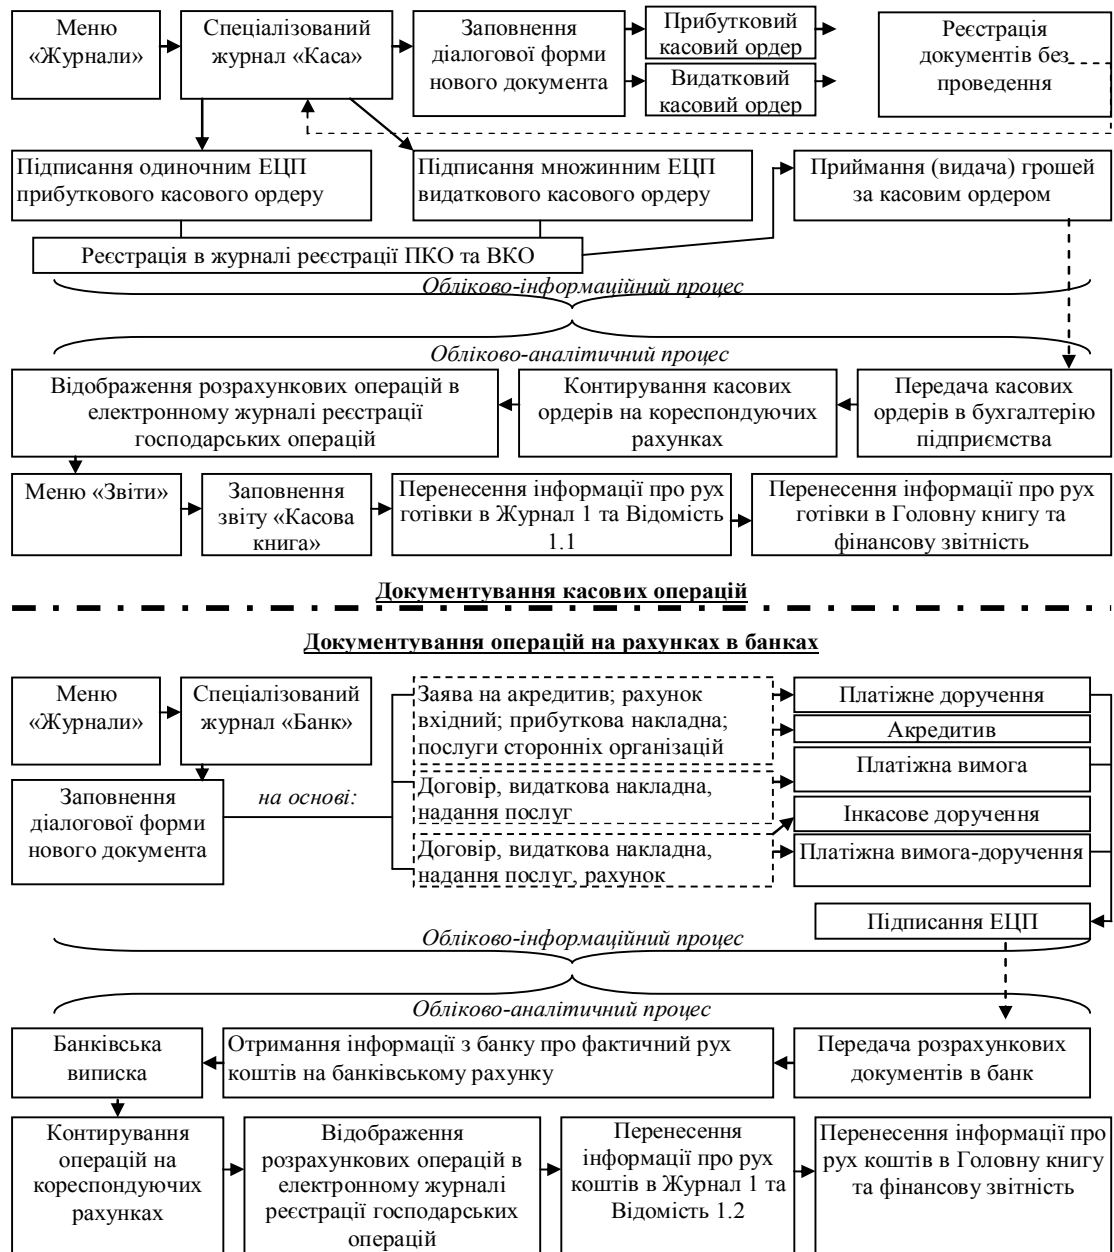 Меню
«Журнали»
Спеціалізований
журнал «Каса»
Заповнення
діалогової форми
нового документа
Прибутковий
касовий ордер
Видатковий
касовий ордер
Реєстрація
документів без
проведення
Підписання одиночним ЕЦП
прибуткового касового ордеру
Підписання множинним ЕЦП
видаткового касового ордеру
Приймання (видача) грошей
за касовим ордером
Реєстрація в журналі реєстрації ПКО та ВКО
Обліково-інформаційний процес
Обліково-аналітичний процес
Відображення розрахункових операцій в
електронному журналі реєстрації
господарських операцій
Контирування касових
ордерів на кореспондуючих
рахунках
Передача касових
ордерів в бухгалтерію
підприємства
Меню «Звіти»
Заповнення
звіту «Касова
книга»
Перенесення інформації про рух
готівки в Журнал 1 та Відомість
1.1
Перенесення інформації про рух
готівки в Головну книгу та
фінансову звітність
Документування касових операцій
Документування операцій на рахунках в банках
Меню
«Журнали»
Спеціалізований
журнал «Банк»
Заповнення
діалогової форми
нового документа
на основі:
Заява на акредитив; рахунок
вхідний; прибуткова накладна;
послуги сторонніх організацій
Договір, видаткова накладна,
надання послуг
Договір, видаткова накладна,
надання послуг, рахунок
Платіжне доручення
Акредитив
Платіжна вимога
Інкасове доручення
Платіжна вимога-доручення
Підписання ЕЦП
Обліково-інформаційний процес
Обліково-аналітичний процес
Банківська
виписка
Отримання інформації з банку про фактичний рух
коштів на банківському рахунку
Передача розрахункових
документів в банк
Контирування
операцій на
кореспондуючих
рахунках
Відображення
розрахункових операцій в
електронному журналі
реєстрації господарських
операцій
Перенесення
інформації про рух
коштів в Журнал 1 та
Відомість 1.2
Перенесення інформації про
рух коштів в Головну книгу
та фінансову звітність